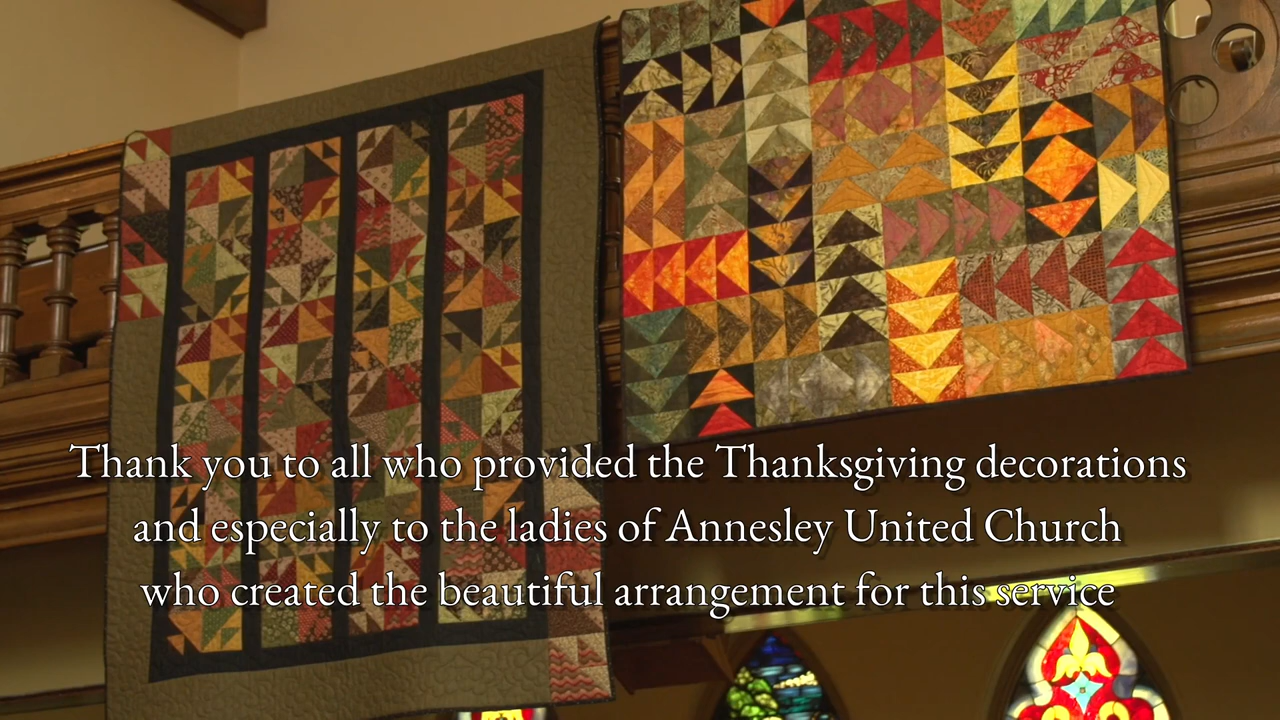 Thank you to all who provided the Thanksgiving decorations
and especially to the ladies of Annesley United Church
who created the beautiful arrangement for this service